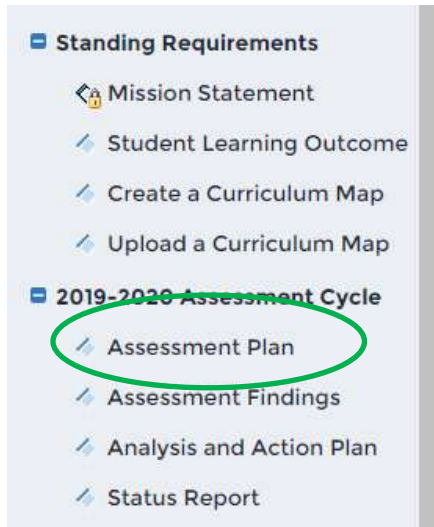 Standing Requirements
Mission Statement
Student Learning Outcome
Create a Curriculum Map
Upload a Curriculum Map
2019-2020 Assessment Cycle
Assessment Plan
Assessment Findings
Analysis and Action Plan
Status Report